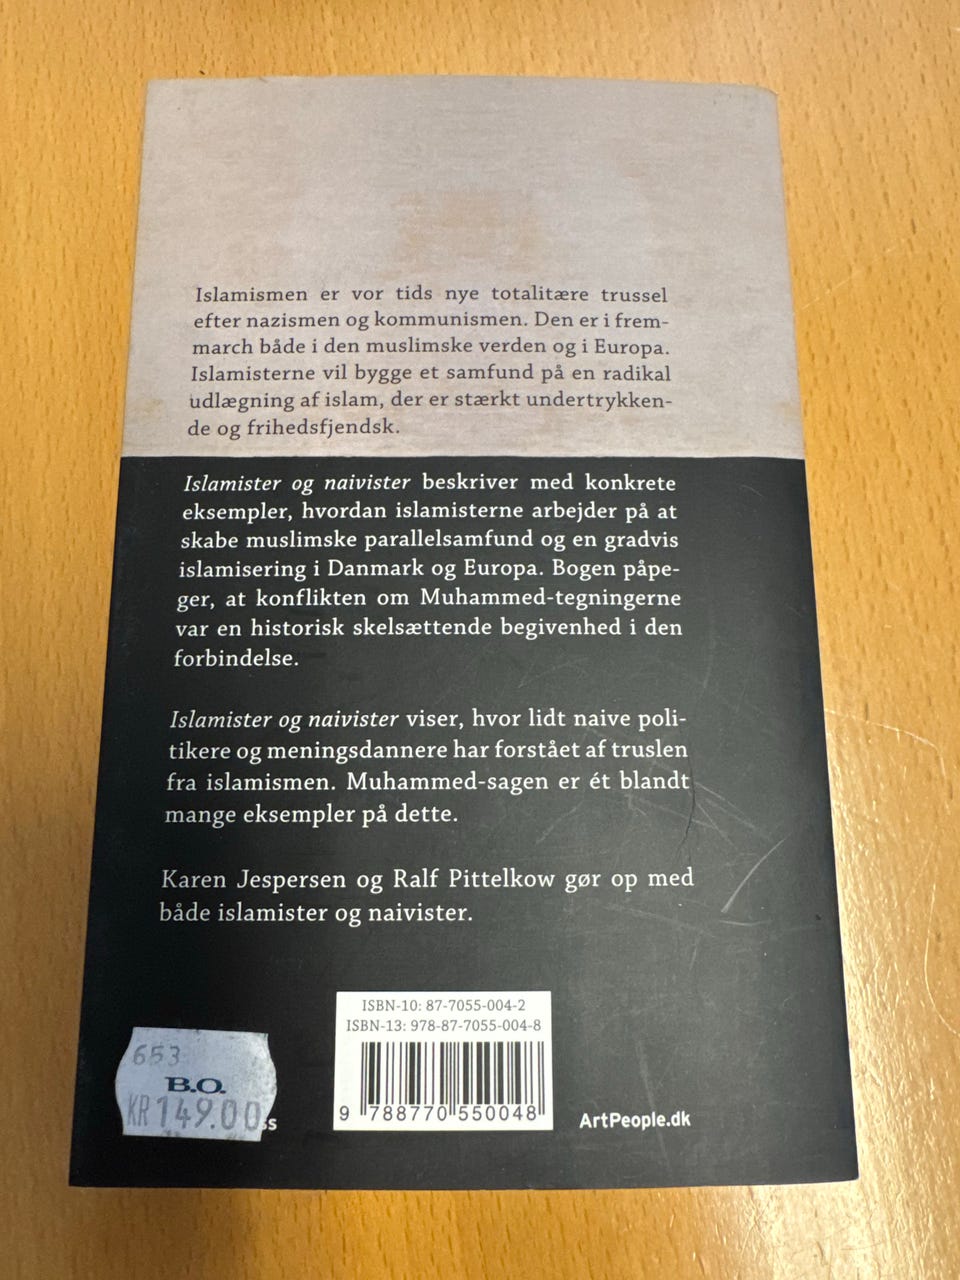 Islamismen er vor tids nye totalitære trussel
efter nazismen og kommunismen. Den er i frem-
march både i den muslimske verden og i Europa.
Islamisterne vil bygge et samfund på en radikal
udlægning af islam, der er stærkt undertrykken-
de og frihedsfjendsk.
Islamister og naivister beskriver med konkrete
eksempler, hvordan islamisterne arbejder på at
skabe muslimske parallelsamfund og en gradvis
islamisering i Danmark og Europa. Bogen påpe-
ger, at konflikten om Muhammed-tegningerne
var en historisk skelsættende begivenhed i den
forbindelse.
Islamister og naivister viser, hvor lidt naive poli-
tikere og meningsdannere har forstået af truslen
fra islamismen. Muhammed-sagen er ét blandt
mange eksempler på dette.
Karen Jespersen og Ralf Pittelkow gør op med
både islamister og naivister.
ISBN-10: 87-7055-004-2
ISBN-13: 978-87-7055-004-8
9 788770 550048
653
B.O.
KR 149.00
ArtPeople.dk